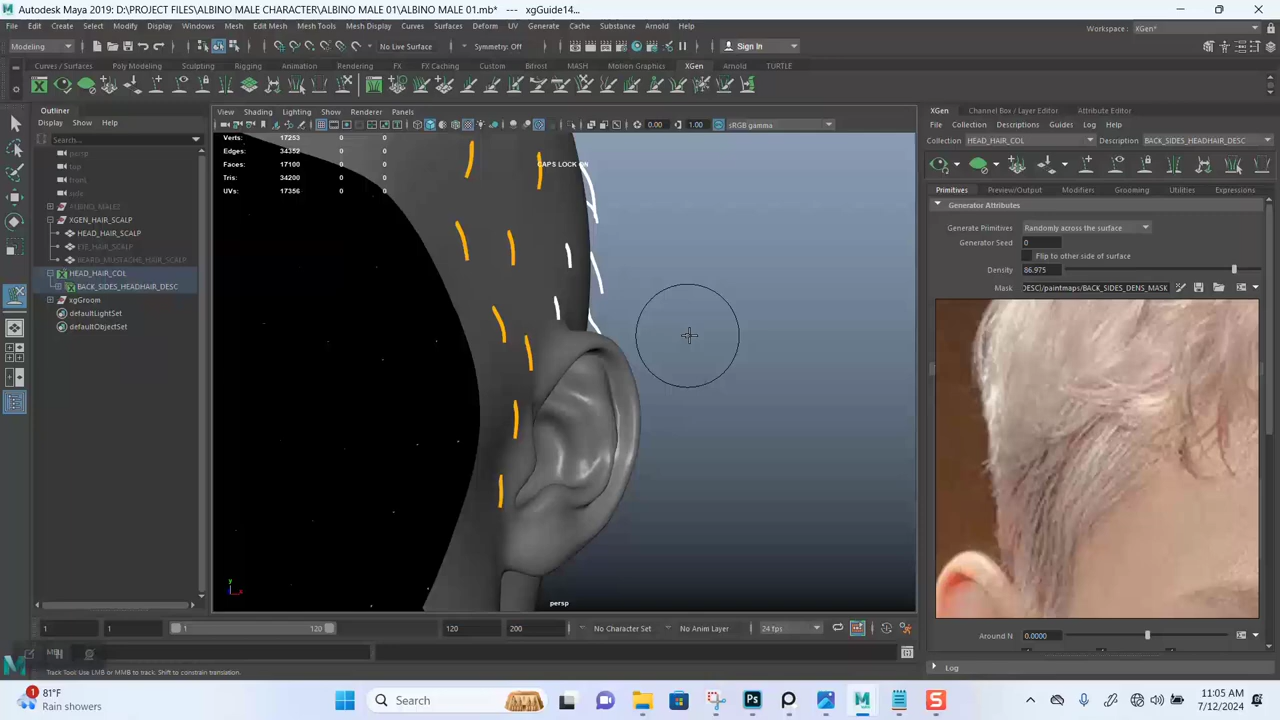 Autodesk Maya 2019: D:\PROJECT FILES\ALBINO MALE CHARACTER\ALBINO MALE 01\ALBINO MALE 01.mb* --- xgGuide14...
File Edit Create Select Modify Display Windows Mesh Edit Mesh Mesh Tools Mesh Display Curves Surfaces Deform UV Generate Cache Substance Arnold Help
Workspace : XGen*
Modeling No Live Surface Symmetry: Off Sign In
Curves / Surfaces Poly Modeling Sculpting Rigging Animation Rendering FX FX Caching Custom Bifrost MASH Motion Graphics XGen Arnold TURTLE
Outliner
Display Show Help
Search...
persp
top
front
side
ALBINO_MALE2
XGEN_HAIR_SCALP
HEAD_HAIR_SCALP
EYE_HAIR_SCALP
BEARD_MUSTACHE_HAIR_SCALP
HEAD_HAIR_COL
BACK_SIDES_HEADHAIR_DESC
xgGroom
defaultLightSet
defaultObjectSet
View Shading Lighting Show Renderer Panels
0.00 1.00 sRGB gamma
Verts: 17253 0 0
Edges: 34352 0 0
Faces: 17100 0 0
Tris: 34200 0 0
UVs: 17356 0 0
CAPS LOCK ON
y
x
persp
XGen Channel Box / Layer Editor Attribute Editor
File Collection Descriptions Guides Log Help
Collection HEAD_HAIR_COL Description BACK_SIDES_HEADHAIR_DESC
Primitives Preview/Output Modifiers Grooming Utilities Expressions
Generator Attributes
Generate Primitives Randomly across the surface
Generator Seed 0
Flip to other side of surface
Density 86.975
Mask DESC}/paintmaps/BACK_SIDES_DENS_MASK
Around N 0.0000
Log
1 1 1 120 120 200 No Character Set No Anim Layer 24 fps
Track Tool: Use LMB or MMB to track. Shift to constrain translation.
1
81°F
Rain showers
Search
11:05 AM
7/12/2024